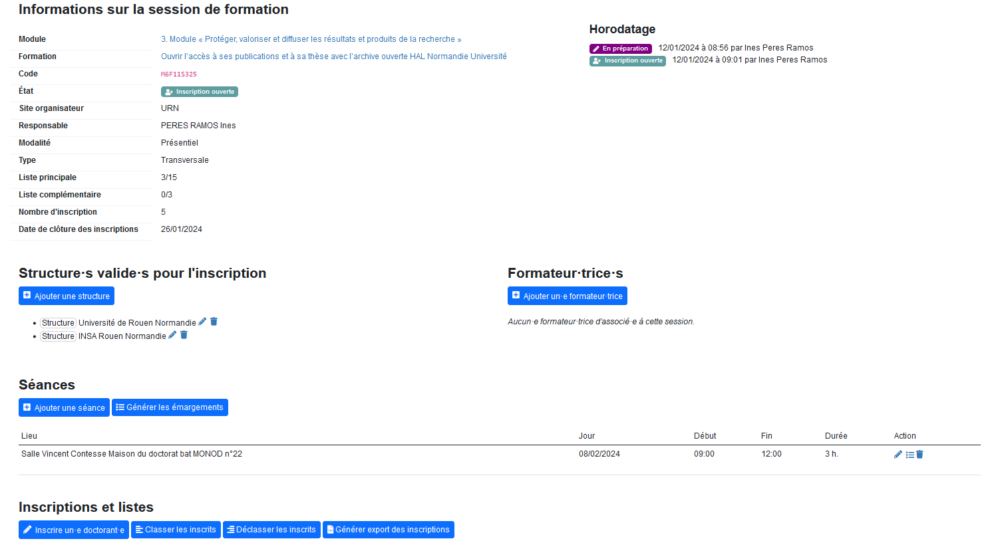 Informations sur la session de formation
Module 3. Module « Protéger, valoriser et diffuser les résultats et produits de la recherche »
Formation Ouvrir l'accès à ses publications et à sa thèse avec l'archive ouverte HAL Normandie Université
Code M6F11S325
État Inscription ouverte
Site organisateur URN
Responsable PERES RAMOS Ines
Modalité Présentiel
Type Transversale
Liste principale 3/15
Liste complémentaire 0/3
Nombre d'inscription 5
Date de clôture des inscriptions 26/01/2024
Horodatage
En préparation 12/01/2024 à 08:56 par Ines Peres Ramos
Inscription ouverte 12/01/2024 à 09:01 par Ines Peres Ramos
Structure·s valide·s pour l'inscription
Ajouter une structure
• Structure Université de Rouen Normandie
• Structure INSA Rouen Normandie
Formateur·trice·s
Ajouter un·e formateur·trice
Aucun·e formateur·trice d'associé·e à cette session.
Séances
Ajouter une séance Générer les émargements
Lieu Jour Début Fin Durée Action
Salle Vincent Contesse Maison du doctorat bat MONOD n°22 08/02/2024 09:00 12:00 3 h.
Inscriptions et listes
Inscrire un·e doctorant·e Classer les inscrits Déclasser les inscrits Générer export des inscriptions